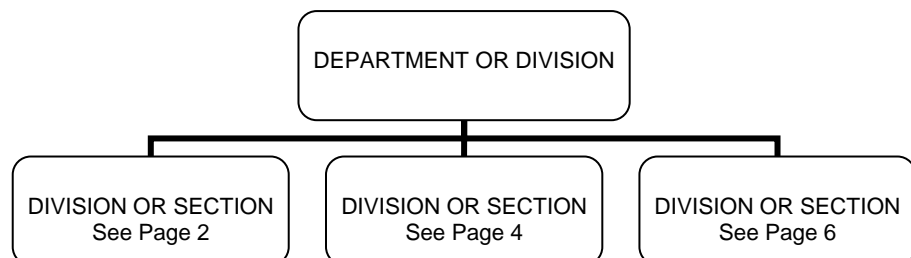 DEPARTMENT OR DIVISION
DIVISION OR SECTION
See Page 2
DIVISION OR SECTION
See Page 4
DIVISION OR SECTION
See Page 6